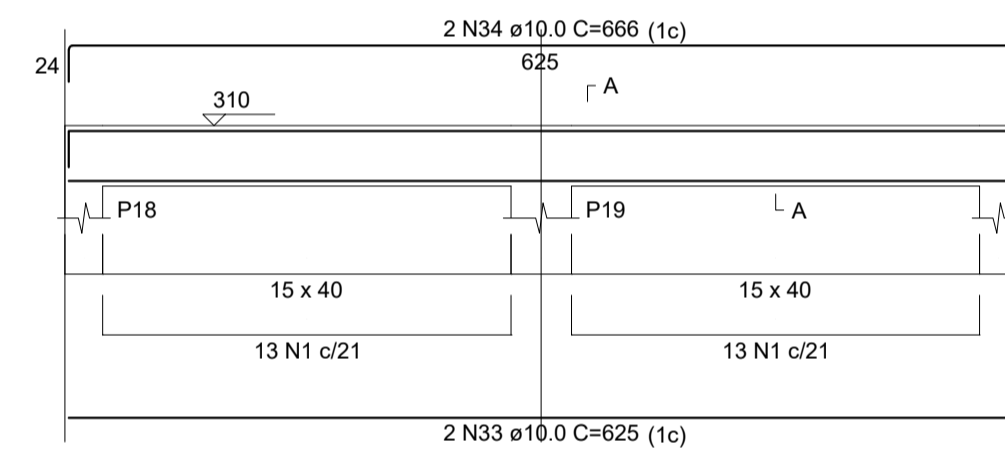 2 N34 ø10.0 C=666 (1c)
24
625
A
310
P18
P19
A
15 x 40
15 x 40
13 N1 c/21
13 N1 c/21
2 N33 ø10.0 C=625 (1c)